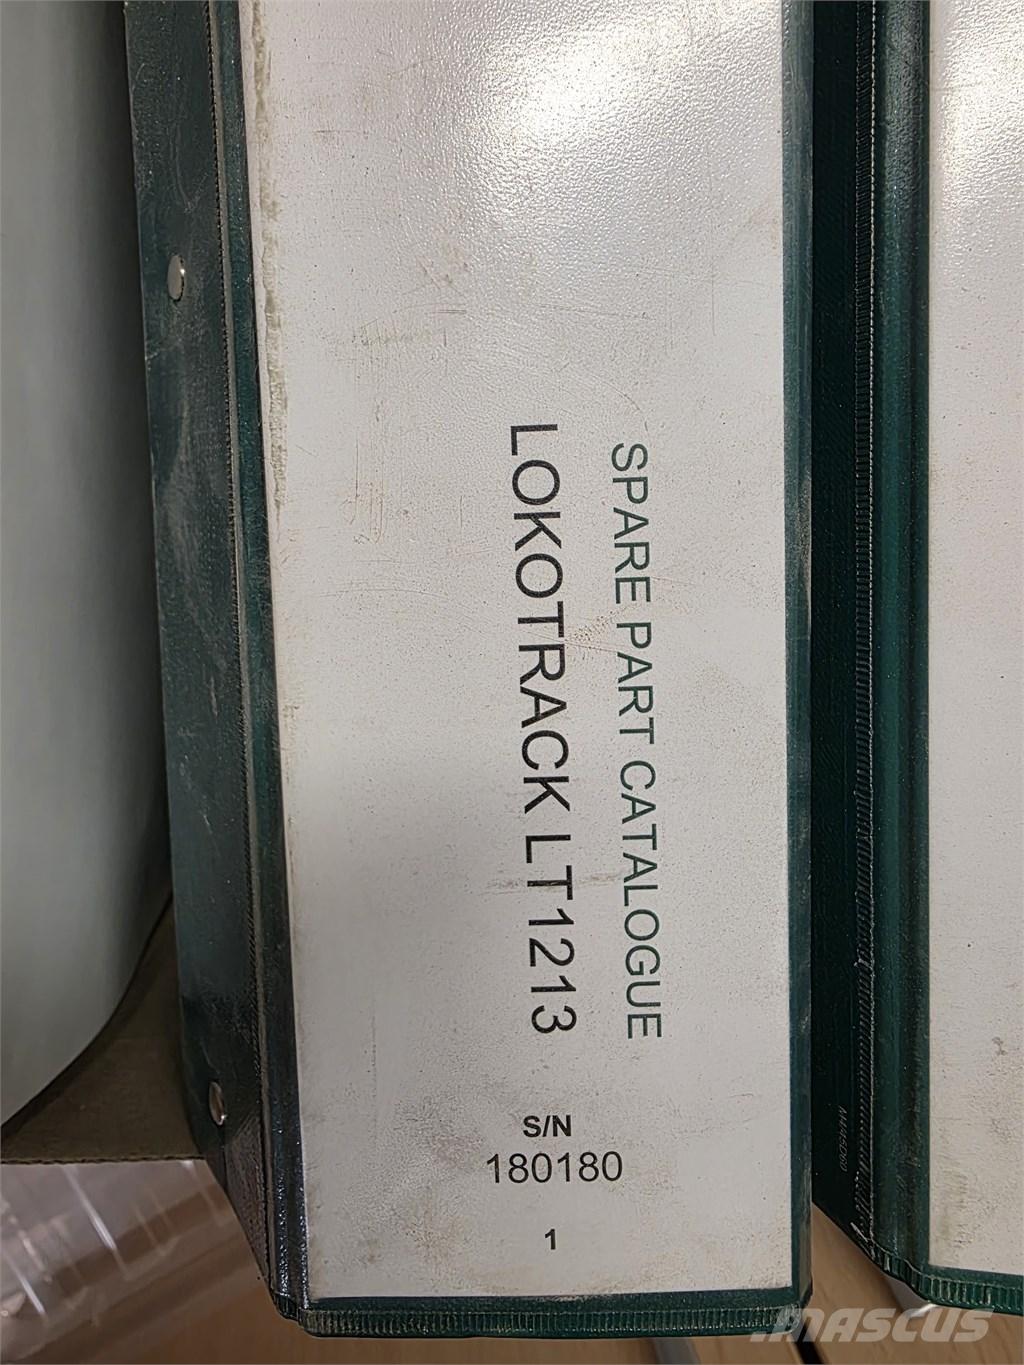 SPARE PART CATALOGUE
LOKOTRACK LT1213
S/N
180180
1
MASCUS